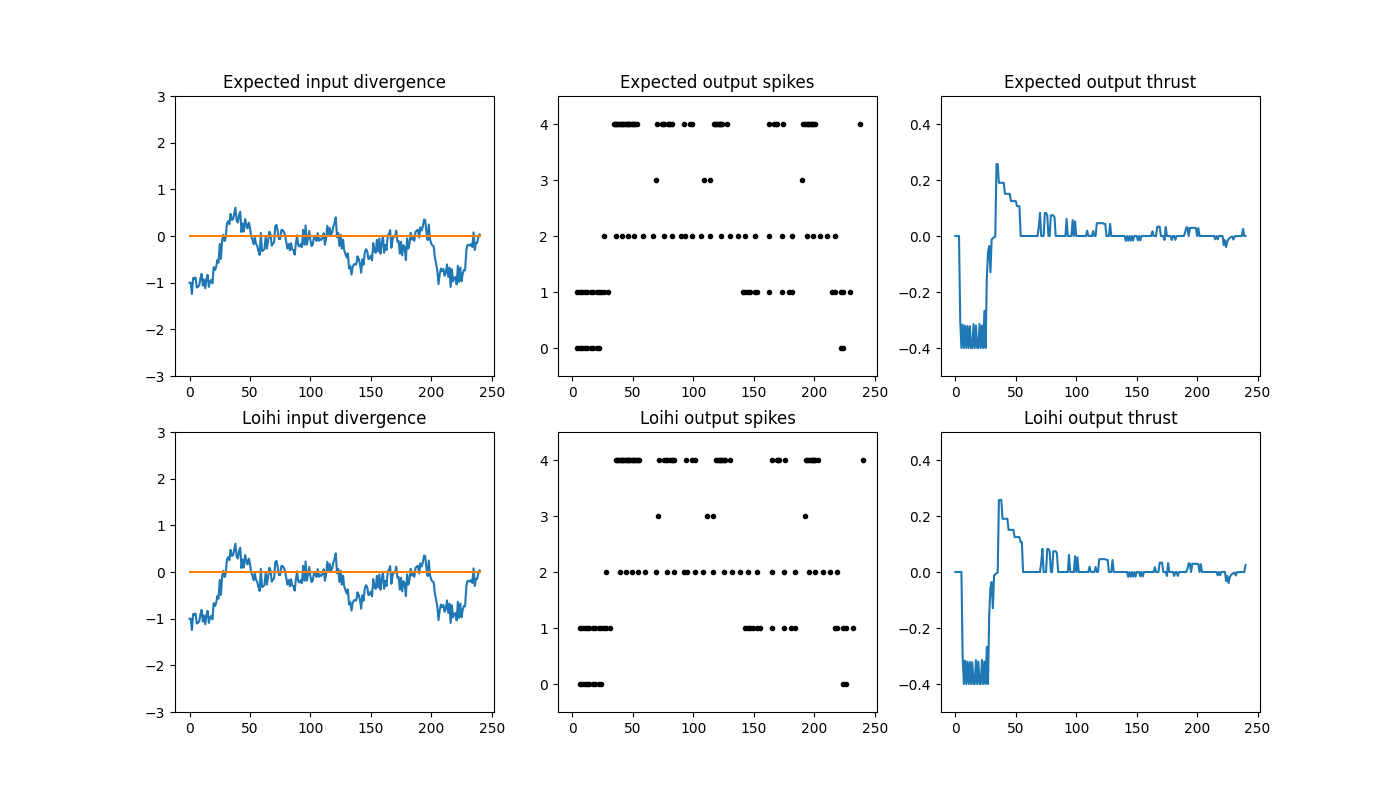 Expected input divergence
3
2
1
0
−1
−2
−3
0 50 100 150 200 250
Expected output spikes
4
3
2
1
0
0 50 100 150 200 250
Expected output thrust
0.4
0.2
0.0
−0.2
−0.4
0 50 100 150 200 250
Loihi input divergence
3
2
1
0
−1
−2
−3
0 50 100 150 200 250
Loihi output spikes
4
3
2
1
0
0 50 100 150 200 250
Loihi output thrust
0.4
0.2
0.0
−0.2
−0.4
0 50 100 150 200 250